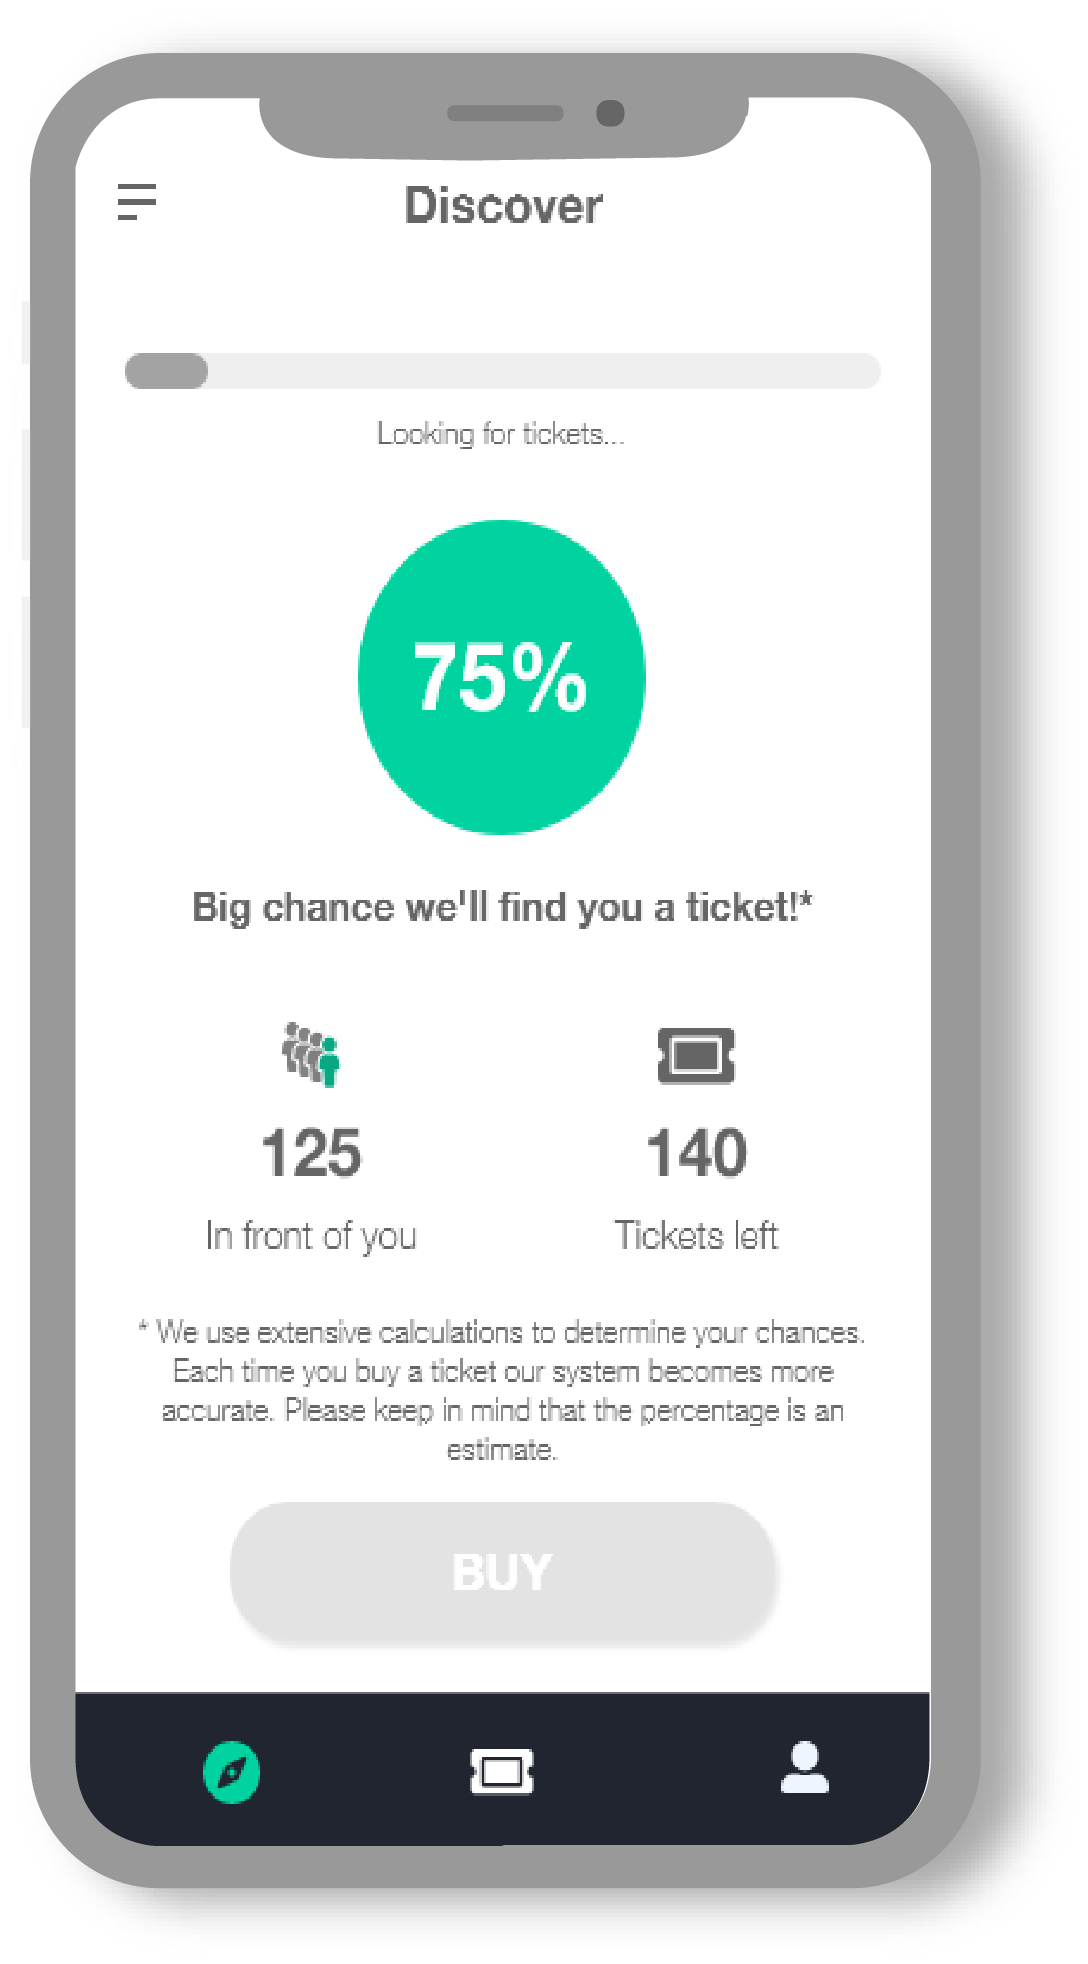 Discover
Looking for tickets...
75%
Big chance we'll find you a ticket!*
125
In front of you
140
Tickets left
* We use extensive calculations to determine your chances.
Each time you buy a ticket our system becomes more
accurate. Please keep in mind that the percentage is an
estimate.
BUY